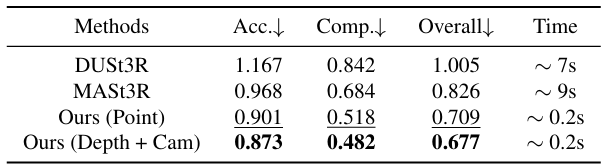 Methods Acc.↓ Comp.↓ Overall↓ Time
DUSt3R 1.167 0.842 1.005 ∼ 7s
MASt3R 0.968 0.684 0.826 ∼ 9s
Ours (Point) 0.901 0.518 0.709 ∼ 0.2s
Ours (Depth + Cam) 0.873 0.482 0.677 ∼ 0.2s